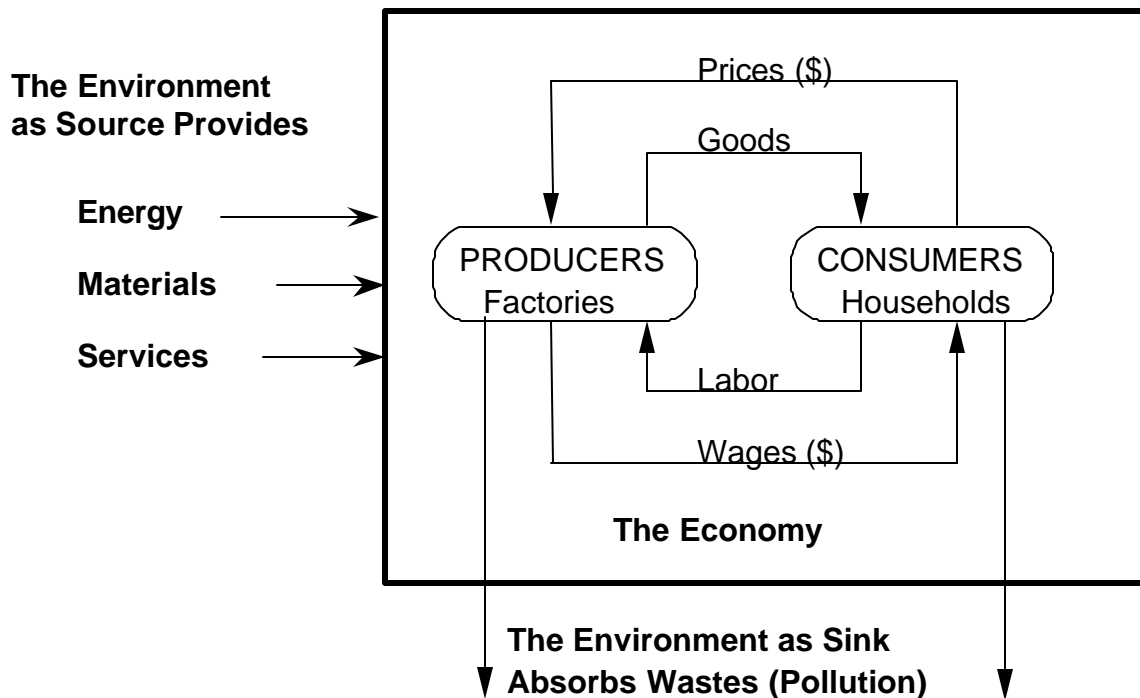 The Environment
as Source Provides
Energy
Materials
Services
Prices ($)
Goods
PRODUCERS
Factories
CONSUMERS
Households
Labor
Wages ($)
The Economy
The Environment as Sink
Absorbs Wastes (Pollution)